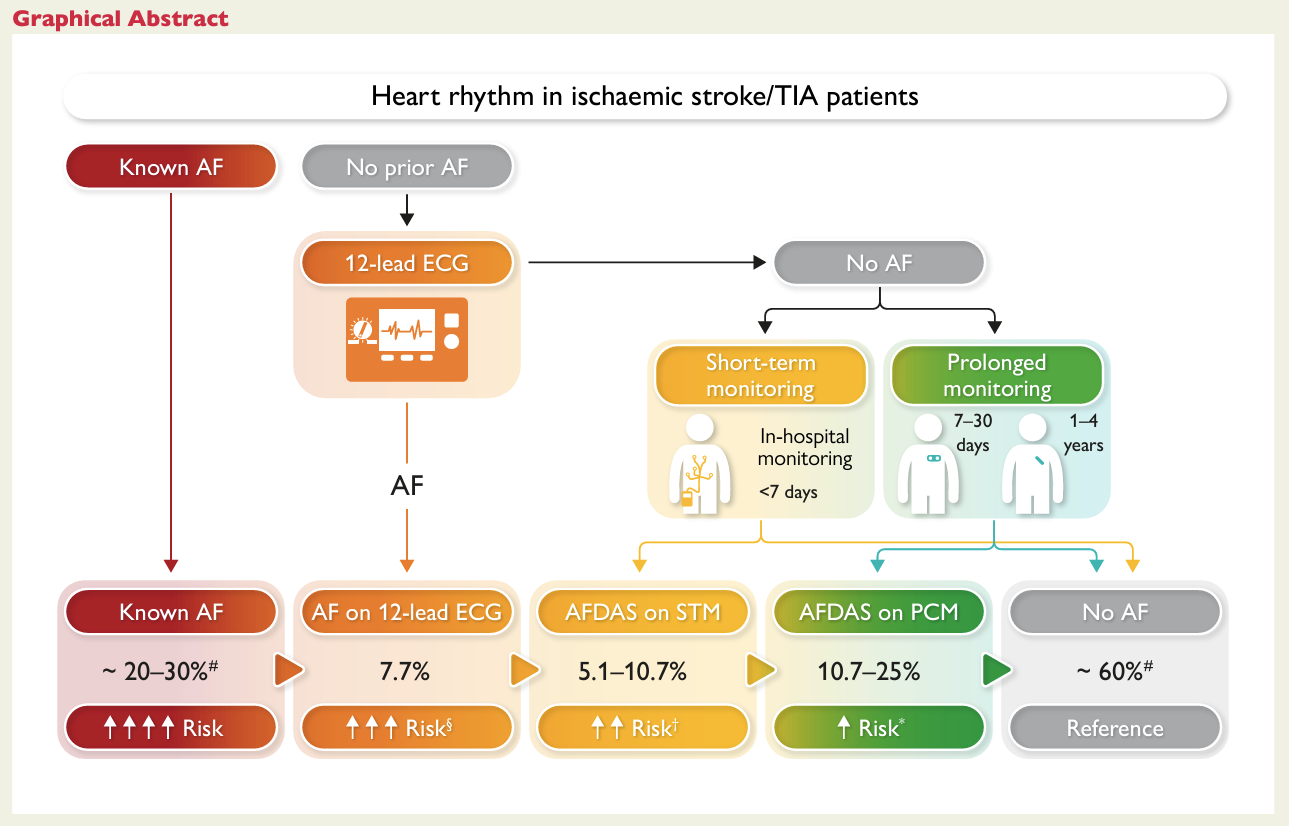 Graphical Abstract
Heart rhythm in ischaemic stroke/TIA patients
Known AF
No prior AF
12-lead ECG
No AF
Short-term
monitoring
In-hospital
monitoring
<7 days
Prolonged
monitoring
7–30
days
1–4
years
AF
Known AF
~ 20–30%#
↑↑↑↑ Risk
AF on 12-lead ECG
7.7%
↑↑↑ Risk§
AFDAS on STM
5.1–10.7%
↑↑ Risk†
AFDAS on PCM
10.7–25%
↑ Risk*
No AF
~ 60%#
Reference